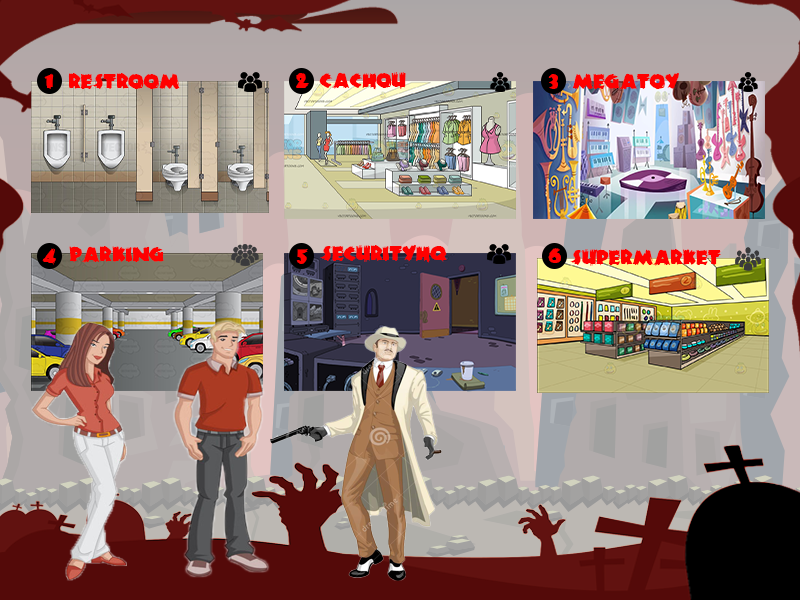 1 RESTROOM
2 CACHOU
3 MEGATOY
4 PARKING
5 SECURITYHQ
6 SUPERMARKET